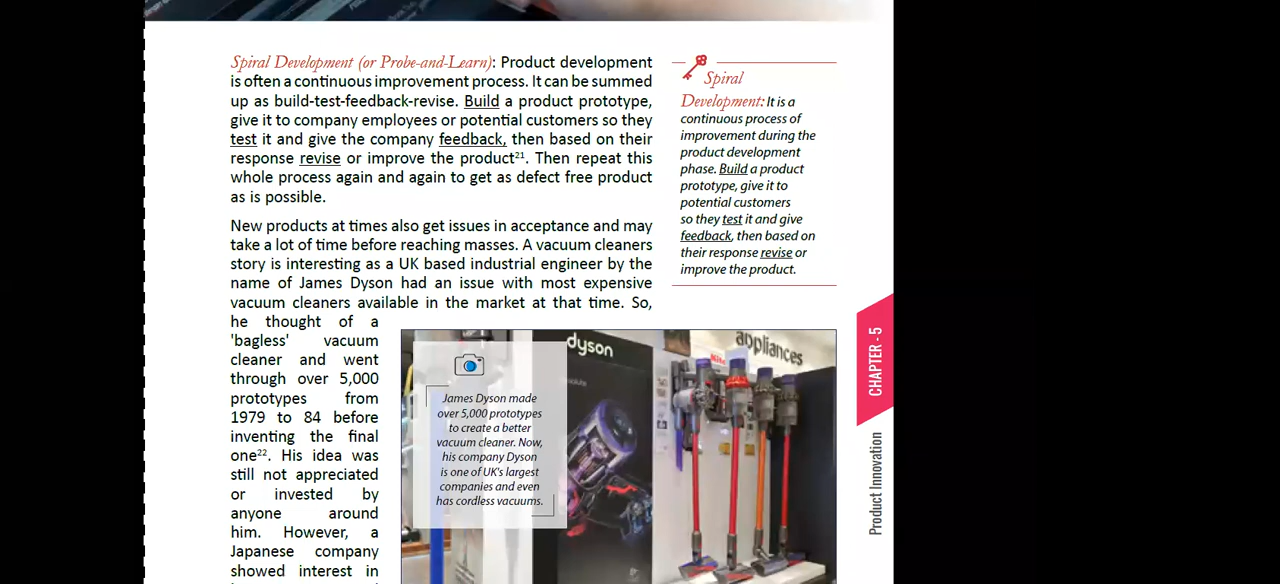 Spiral Development (or Probe-and-Learn): Product development
is often a continuous improvement process. It can be summed
up as build-test-feedback-revise. Build a product prototype,
give it to company employees or potential customers so they
test it and give the company feedback, then based on their
response revise or improve the product21. Then repeat this
whole process again and again to get as defect free product
as is possible.
New products at times also get issues in acceptance and may
take a lot of time before reaching masses. A vacuum cleaners
story is interesting as a UK based industrial engineer by the
name of James Dyson had an issue with most expensive
vacuum cleaners available in the market at that time. So,
he thought of a
'bagless' vacuum
cleaner and went
through over 5,000
prototypes from
1979 to 84 before
inventing the final
one22. His idea was
still not appreciated
or invested by
anyone around
him. However, a
Japanese company
showed interest in
Spiral
Development: It is a
continuous process of
improvement during the
product development
phase. Build a product
prototype, give it to
potential customers
so they test it and give
feedback, then based on
their response revise or
improve the product.
dyson
appliances
James Dyson made
over 5,000 prototypes
to create a better
vacuum cleaner. Now,
his company Dyson
is one of UK's largest
companies and even
has cordless vacuums.
CHAPTER - 5
Product Innovation